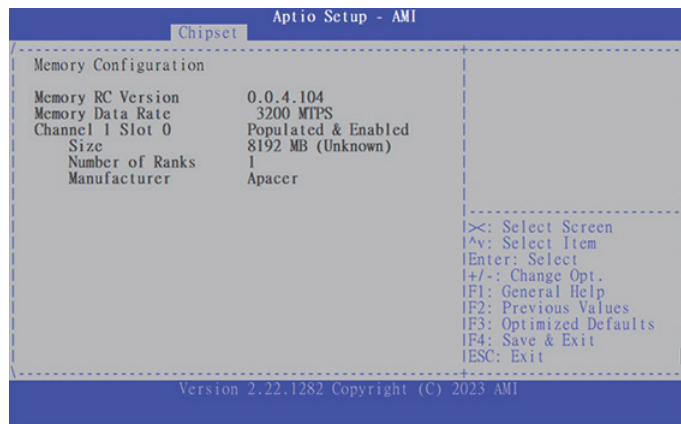 Aptio Setup - AMI
Chipset
Memory Configuration
Memory RC Version 0.0.4.104
Memory Data Rate 3200 MTPS
Channel 1 Slot 0 Populated & Enabled
Size 8192 MB (Unknown)
Number of Ranks 1
Manufacturer Apacer
><: Select Screen
^v: Select Item
Enter: Select
+/-: Change Opt.
F1: General Help
F2: Previous Values
F3: Optimized Defaults
F4: Save & Exit
ESC: Exit
Version 2.22.1282 Copyright (C) 2023 AMI